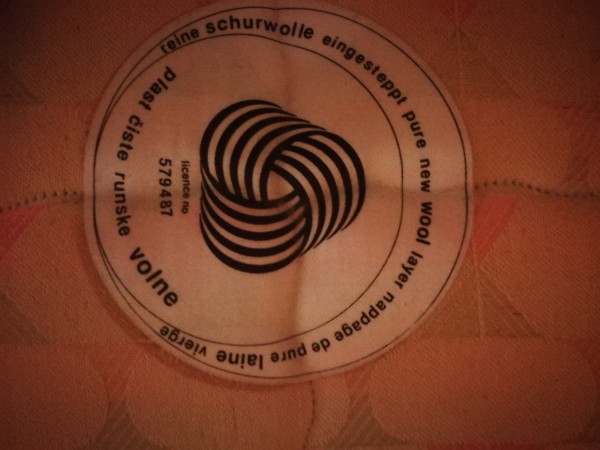 reine schurwolle eingesteppt
pure new wool layer
nappage de pure laine vierge
plast čiste runske volne
licence no
579487